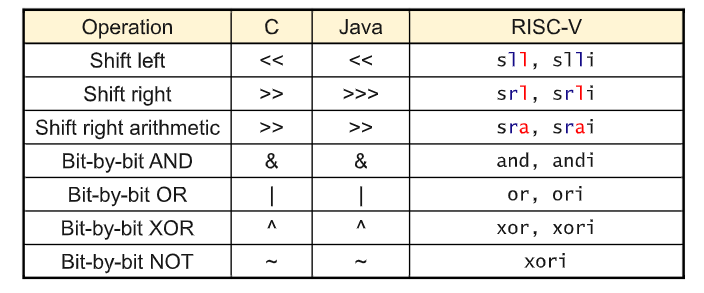 Operation C Java RISC-V
Shift left << << sll, slli
Shift right >> >>> srl, srli
Shift right arithmetic >> >> sra, srai
Bit-by-bit AND & & and, andi
Bit-by-bit OR | | or, ori
Bit-by-bit XOR ^ ^ xor, xori
Bit-by-bit NOT ~ ~ xori